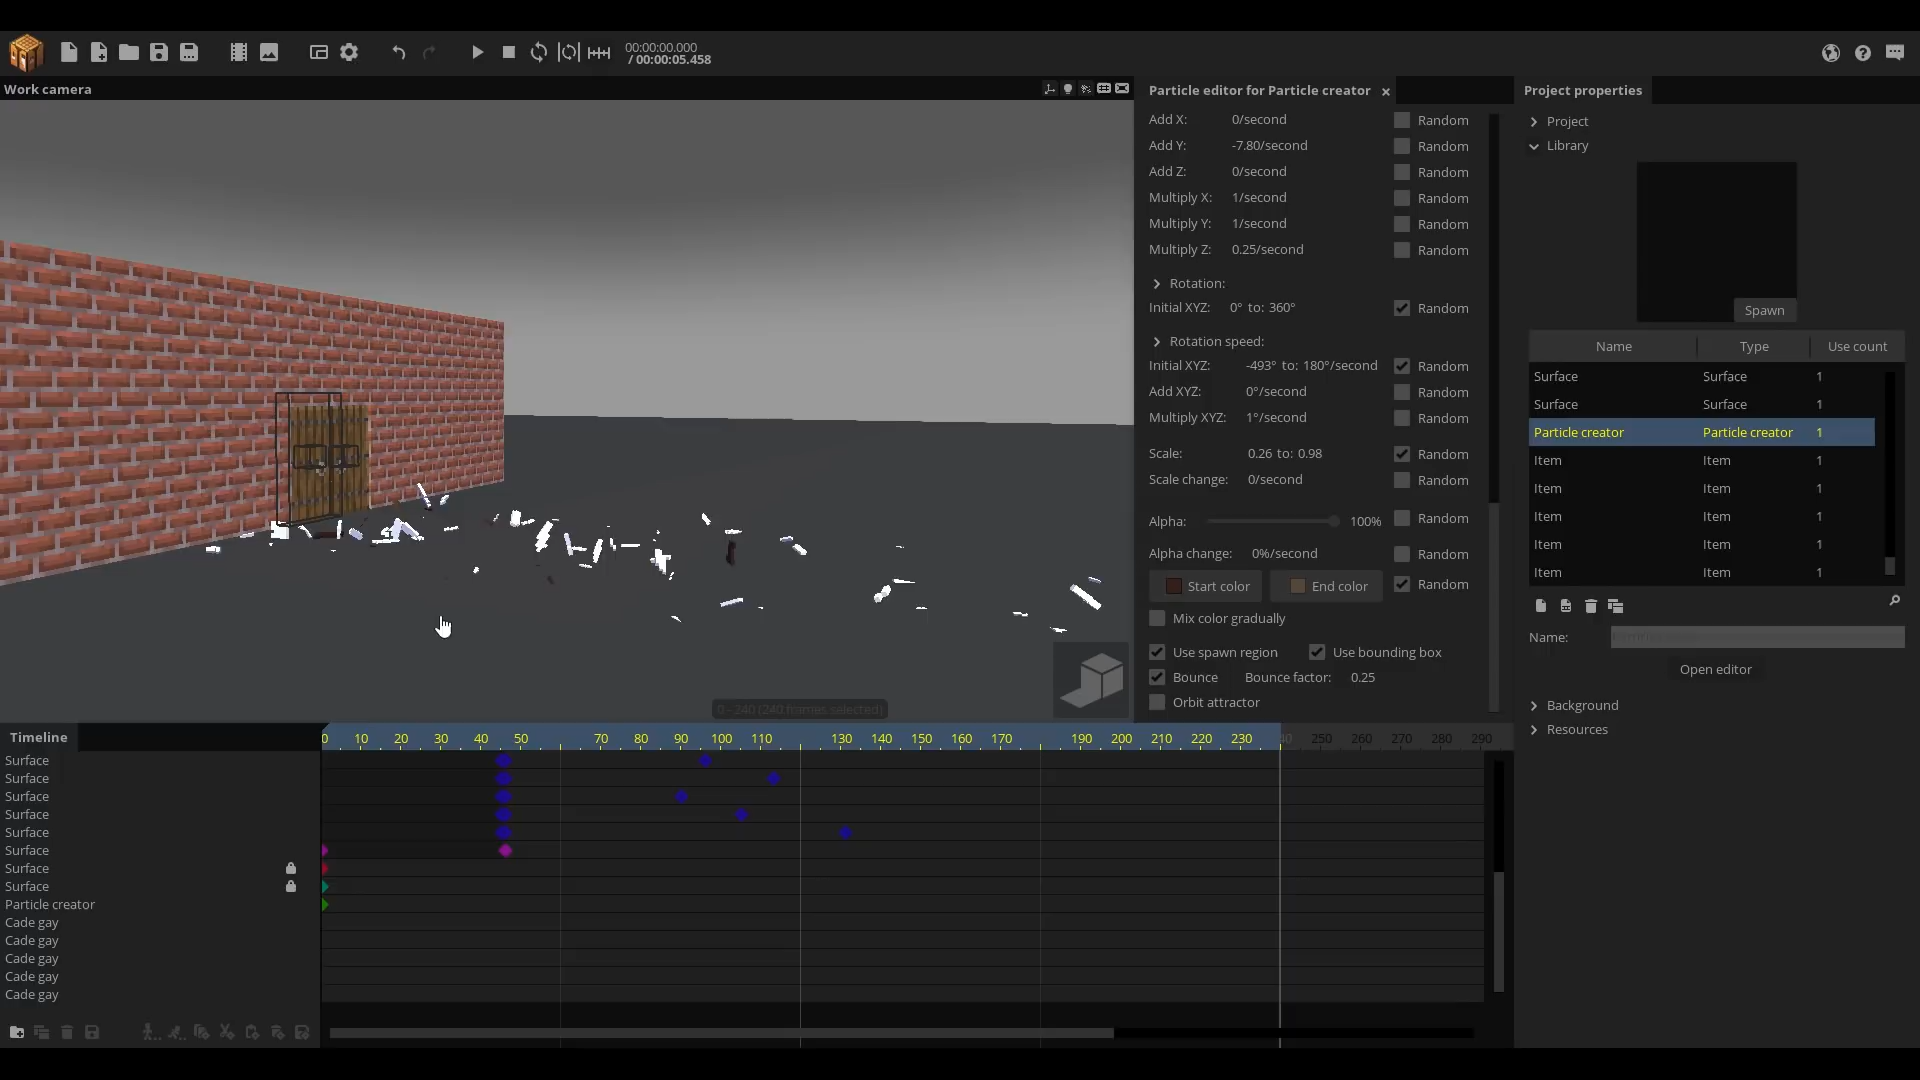 00:00:00.000
/ 00:00:05.458
Work camera
Particle editor for Particle creator
Add X: 0/second Random
Add Y: -7.80/second Random
Add Z: 0/second Random
Multiply X: 1/second Random
Multiply Y: 1/second Random
Multiply Z: 0.25/second Random
Rotation:
Initial XYZ: 0° to: 360° Random
Rotation speed:
Initial XYZ: -493° to: 180°/second Random
Add XYZ: 0°/second Random
Multiply XYZ: 1°/second Random
Scale: 0.26 to: 0.98 Random
Scale change: 0/second Random
Alpha: 100% Random
Alpha change: 0%/second Random
Start color End color Random
Mix color gradually
Use spawn region Use bounding box
Bounce Bounce factor: 0.25
Orbit attractor
Project properties
Project
Library
Spawn
Name Type Use count
Surface Surface 1
Surface Surface 1
Particle creator Particle creator 1
Item Item 1
Item Item 1
Item Item 1
Item Item 1
Item Item 1
Name:
Open editor
Background
Resources
0 - 240 (240 frames selected)
Timeline
0 10 20 30 40 50 70 80 90 100 110 130 140 150 160 170 190 200 210 220 230 240 250 260 270 280 290
Surface
Surface
Surface
Surface
Surface
Surface
Surface
Surface
Particle creator
Cade gay
Cade gay
Cade gay
Cade gay
Cade gay